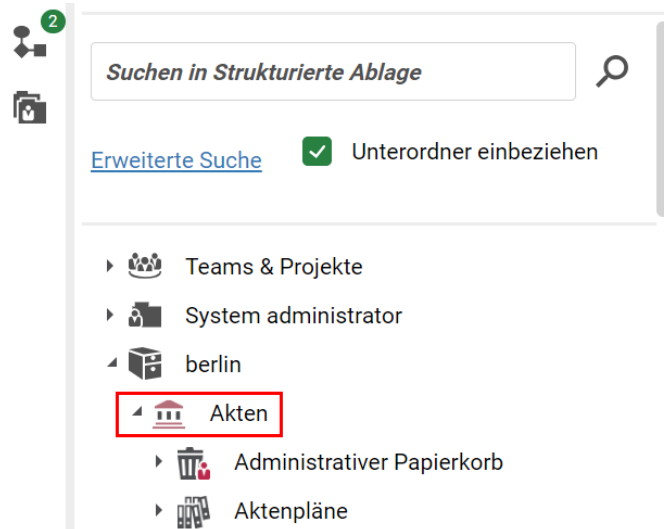 2
Suchen in Strukturierte Ablage
Erweiterte Suche
Unterordner einbeziehen
Teams & Projekte
System administrator
berlin
Akten
Administrativer Papierkorb
Aktenpläne